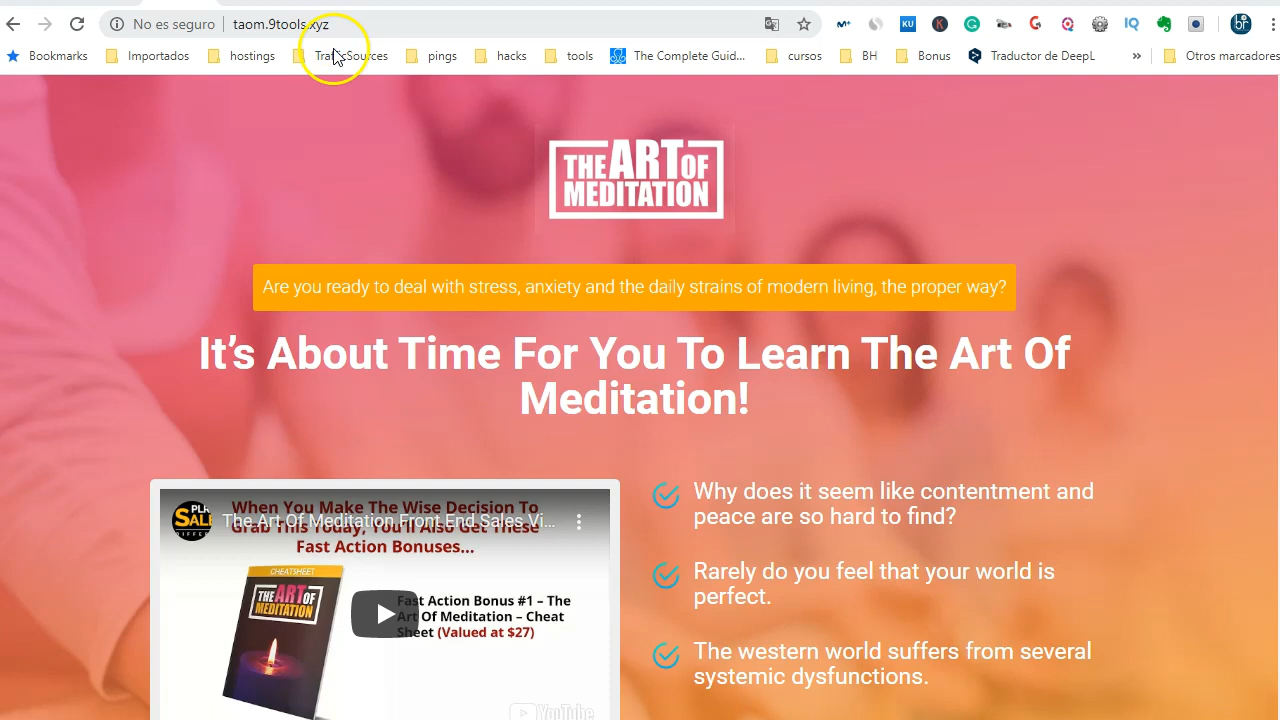 No es seguro taom.9tools.xyz
Bookmarks Importados hosting pings hacks tools The Complete Guid... cursos BH Bonus Traductor de DeepL » Otros marcadores
THE ART OF
MEDITATION
Are you ready to deal with stress, anxiety and the daily strains of modern living, the proper way?
It’s About Time For You To Learn The Art Of
Meditation!
When You Make The Wise Decision To
Grab This Today, You'll Also Get These
Fast Action Bonuses...
The Art Of Meditation Front End Sales Vi...
CHEATSHEET
THE ART OF
MEDITATION
Fast Action Bonus #1 – The
Art Of Meditation – Cheat
Sheet (Valued at $27)
YouTube
Why does it seem like contentment and
peace are so hard to find?
Rarely do you feel that your world is
perfect.
The western world suffers from several
systemic dysfunctions.